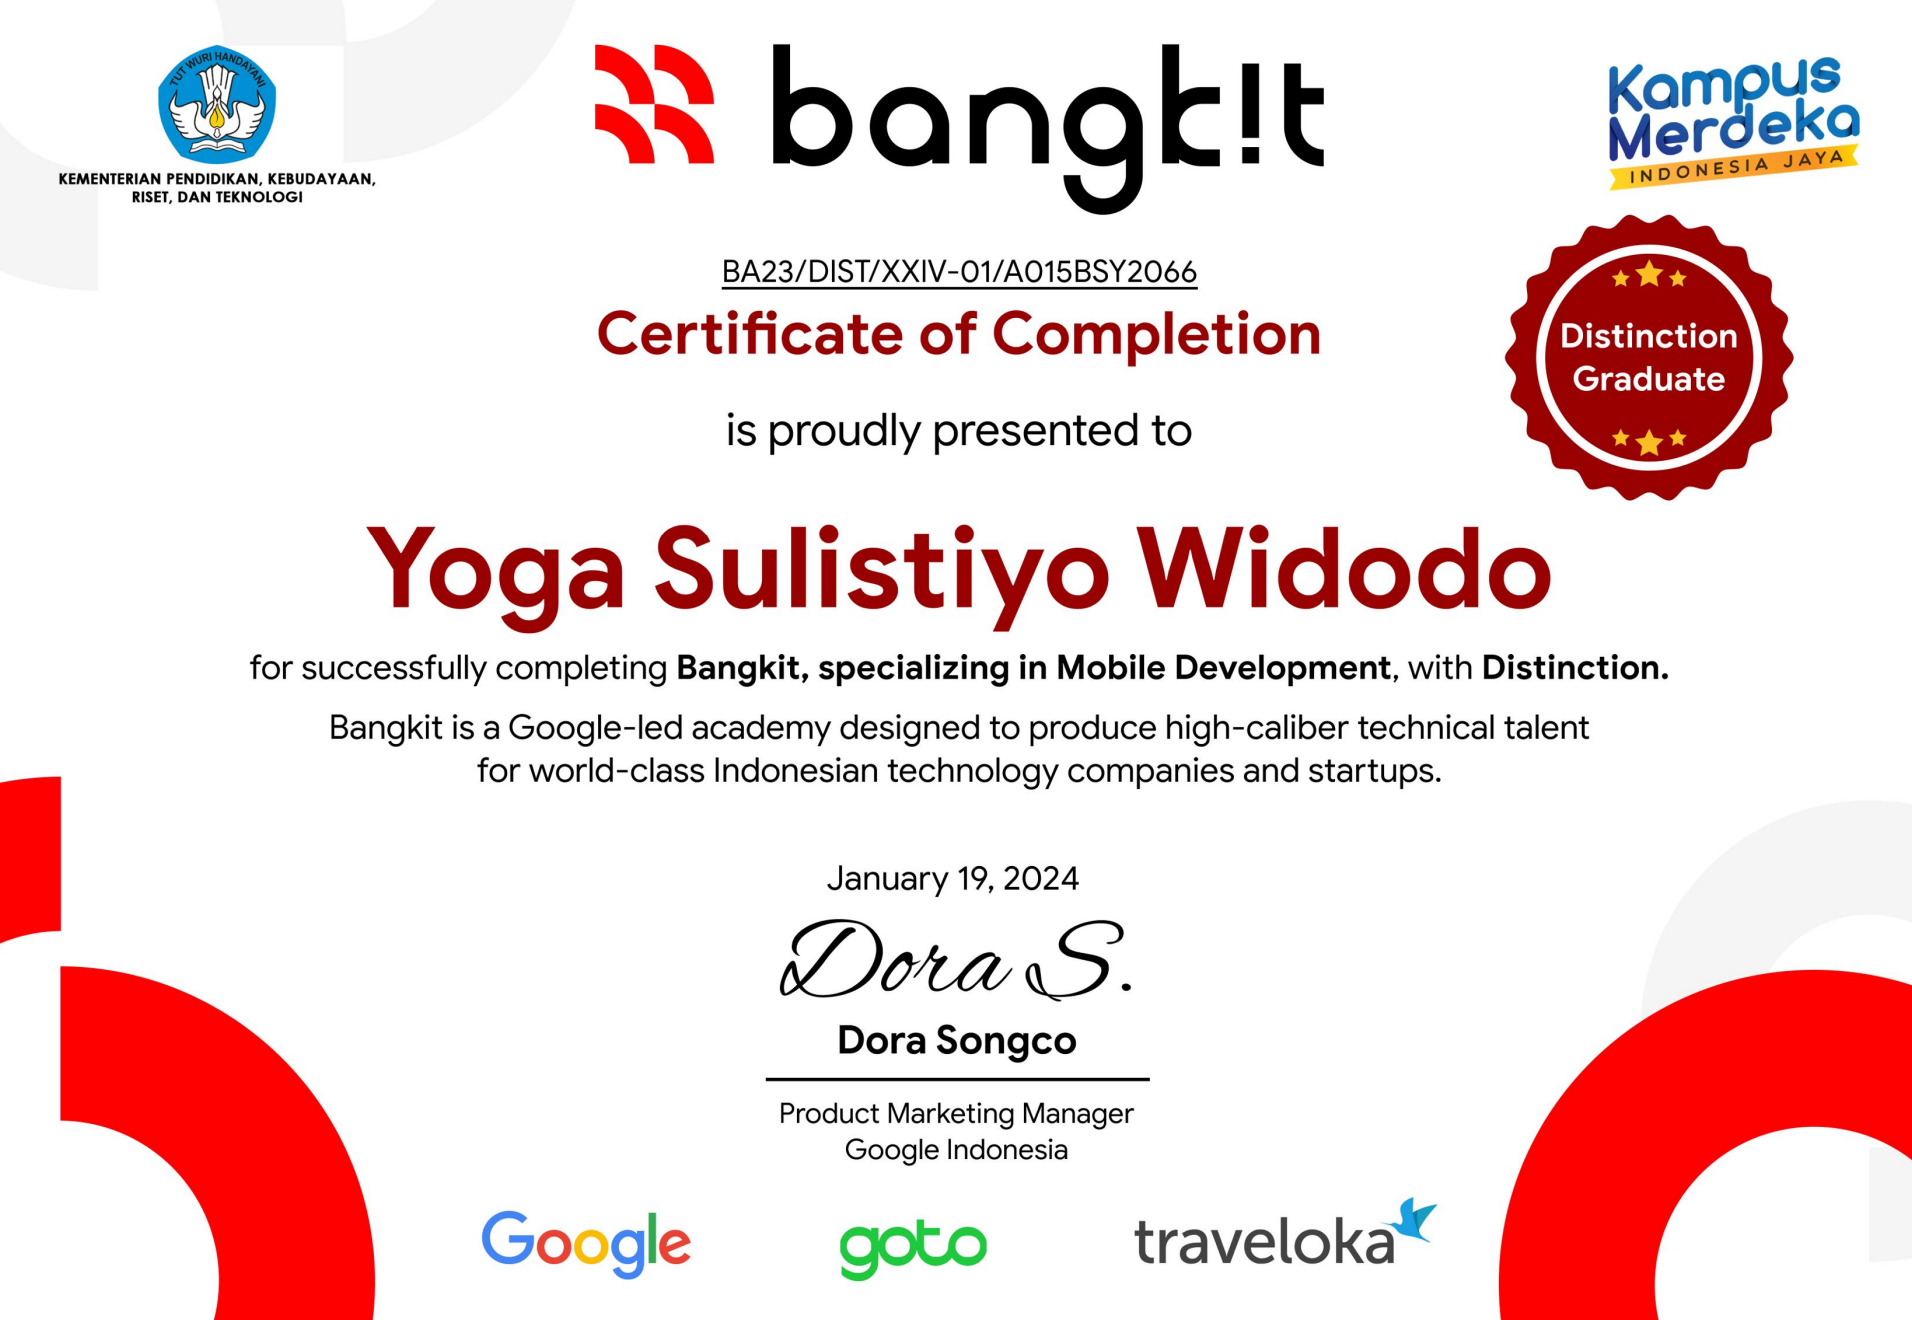 TUT WURI HANDAYANI
KEMENTERIAN PENDIDIKAN, KEBUDAYAAN,
RISET, DAN TEKNOLOGI
bangk!t
Kampus
Merdeka
INDONESIA JAYA
BA23/DIST/XXIV-01/A015BSY2066
Certificate of Completion
is proudly presented to
Distinction
Graduate
Yoga Sulistiyo Widodo
for successfully completing Bangkit, specializing in Mobile Development, with Distinction.
Bangkit is a Google-led academy designed to produce high-caliber technical talent
for world-class Indonesian technology companies and startups.
January 19, 2024
Dora S.
Dora Songco
Product Marketing Manager
Google Indonesia
Google
goto
traveloka